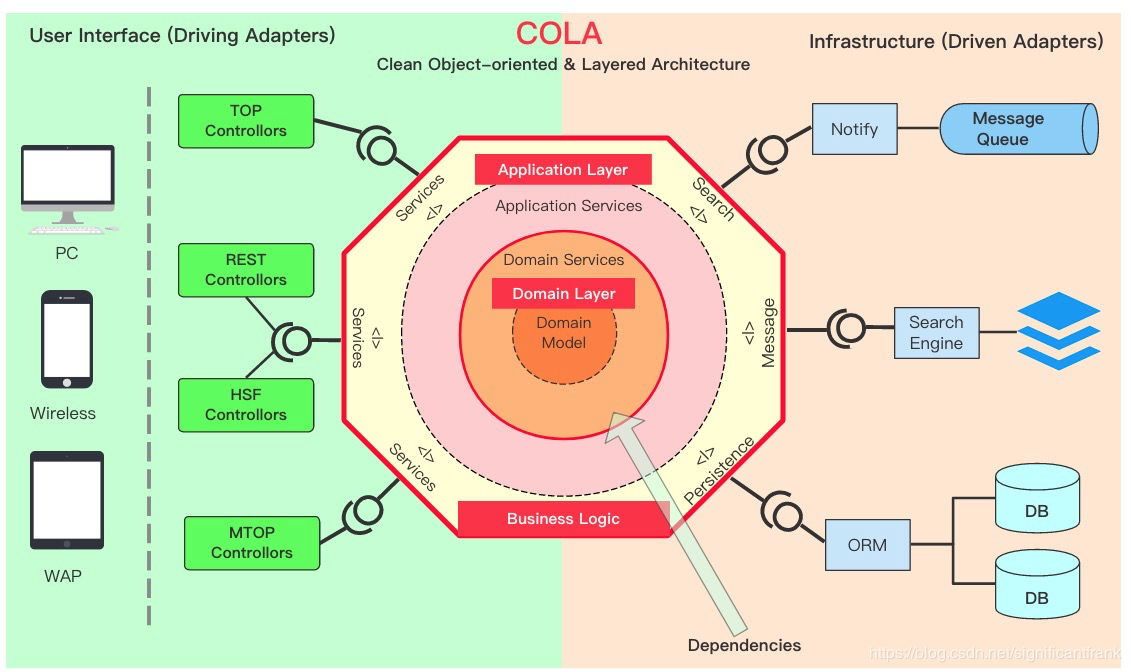 COLA
Clean Object-oriented & Layered Architecture
User Interface (Driving Adapters)
Infrastructure (Driven Adapters)
PC
Wireless
WAP
TOP
Controllors
REST
Controllors
HSF
Controllors
MTOP
Controllors
Services
</>
Services
</>
Services
</>
Application Layer
Application Services
Domain Services
Domain Layer
Domain
Model
Business Logic
Search
</>
Message
</>
Persistence
</>
Notify
Message
Queue
Search
Engine
ORM
DB
DB
Dependencies
https://blog.csdn.net/significantfrank